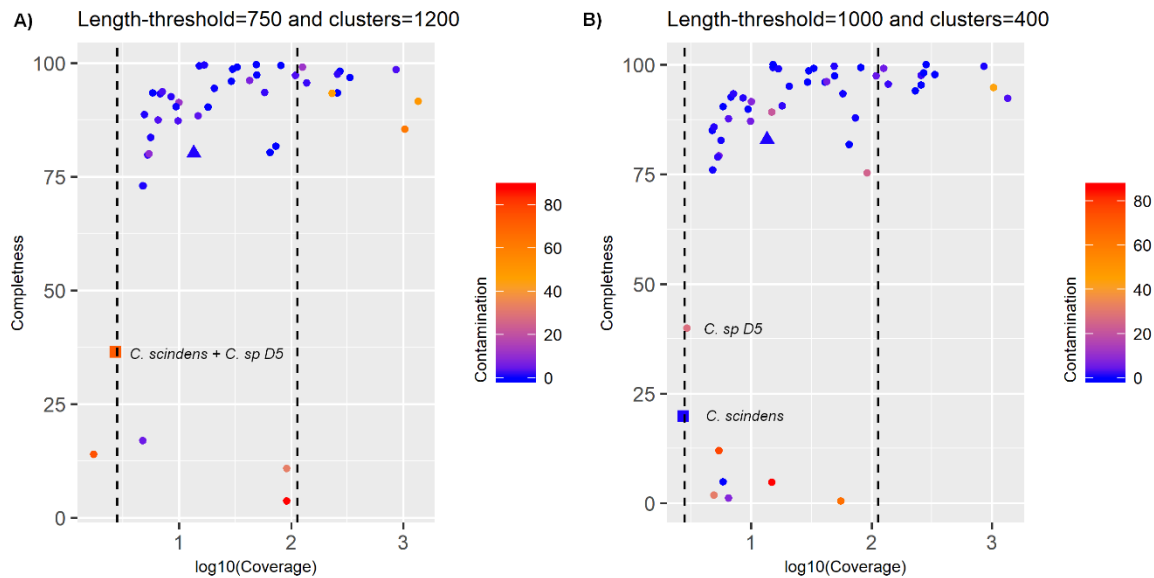 A) Length-threshold=750 and clusters=1200
100
75
50
25
0
Completness
C. scindens + C. sp D5
1 2 3
log10(Coverage)
Contamination
80
60
40
20
0
B) Length-threshold=1000 and clusters=400
100
75
50
25
0
Completness
C. sp D5
C. scindens
1 2 3
log10(Coverage)
Contamination
80
60
40
20
0